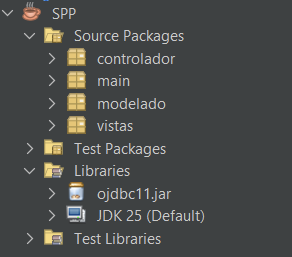 SPP
Source Packages
controlador
main
modelado
vistas
Test Packages
Libraries
ojdbc11.jar
JDK 25 (Default)
Test Libraries